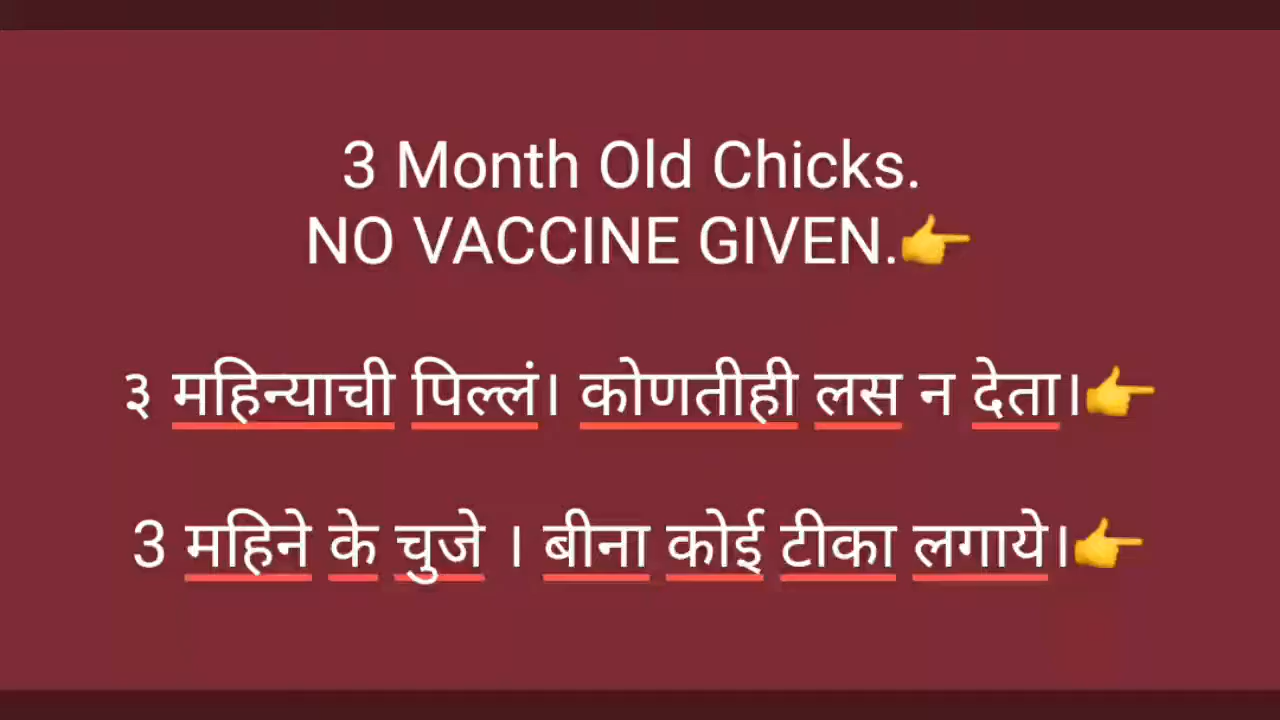 3 Month Old Chicks.
NO VACCINE GIVEN.👉
३ महिन्याची पिल्लं। कोणतीही लस न देता।👉
3 महिने के चुजे । बीना कोई टीका लगाये।👉